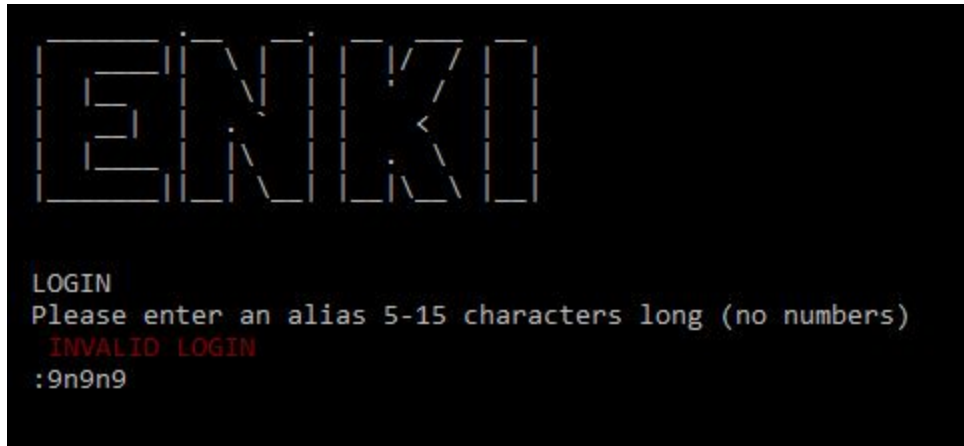 ENKI
LOGIN
Please enter an alias 5-15 characters long (no numbers)
INVALID LOGIN
:9n9n9